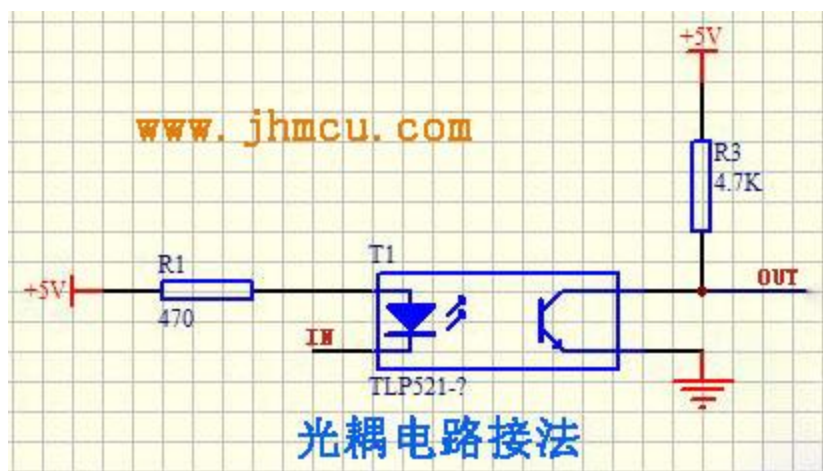 +5V
www.jhmcu.com
R3
4.7K
T1
R1
+5V
OUT
470
IN
TLP521-?
光耦电路接法